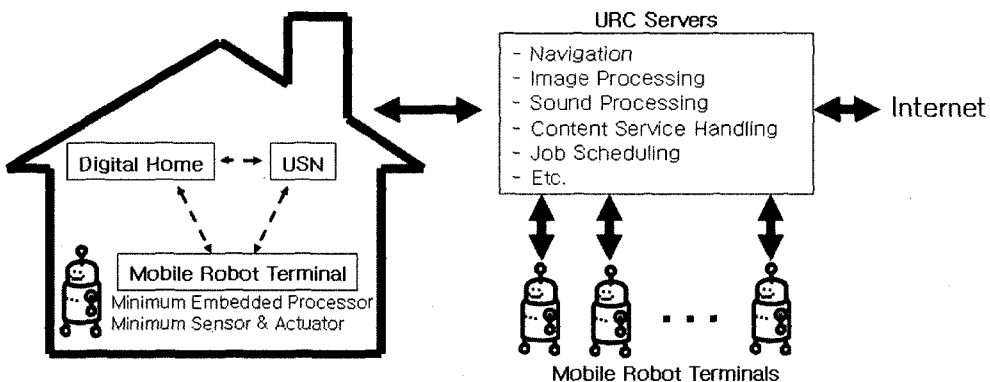 URC Servers
- Navigation
- Image Processing
- Sound Processing
- Content Service Handling
- Job Scheduling
- Etc.
Internet
Digital Home
USN
Mobile Robot Terminal
Minimum Embedded Processor
Minimum Sensor & Actuator
Mobile Robot Terminals